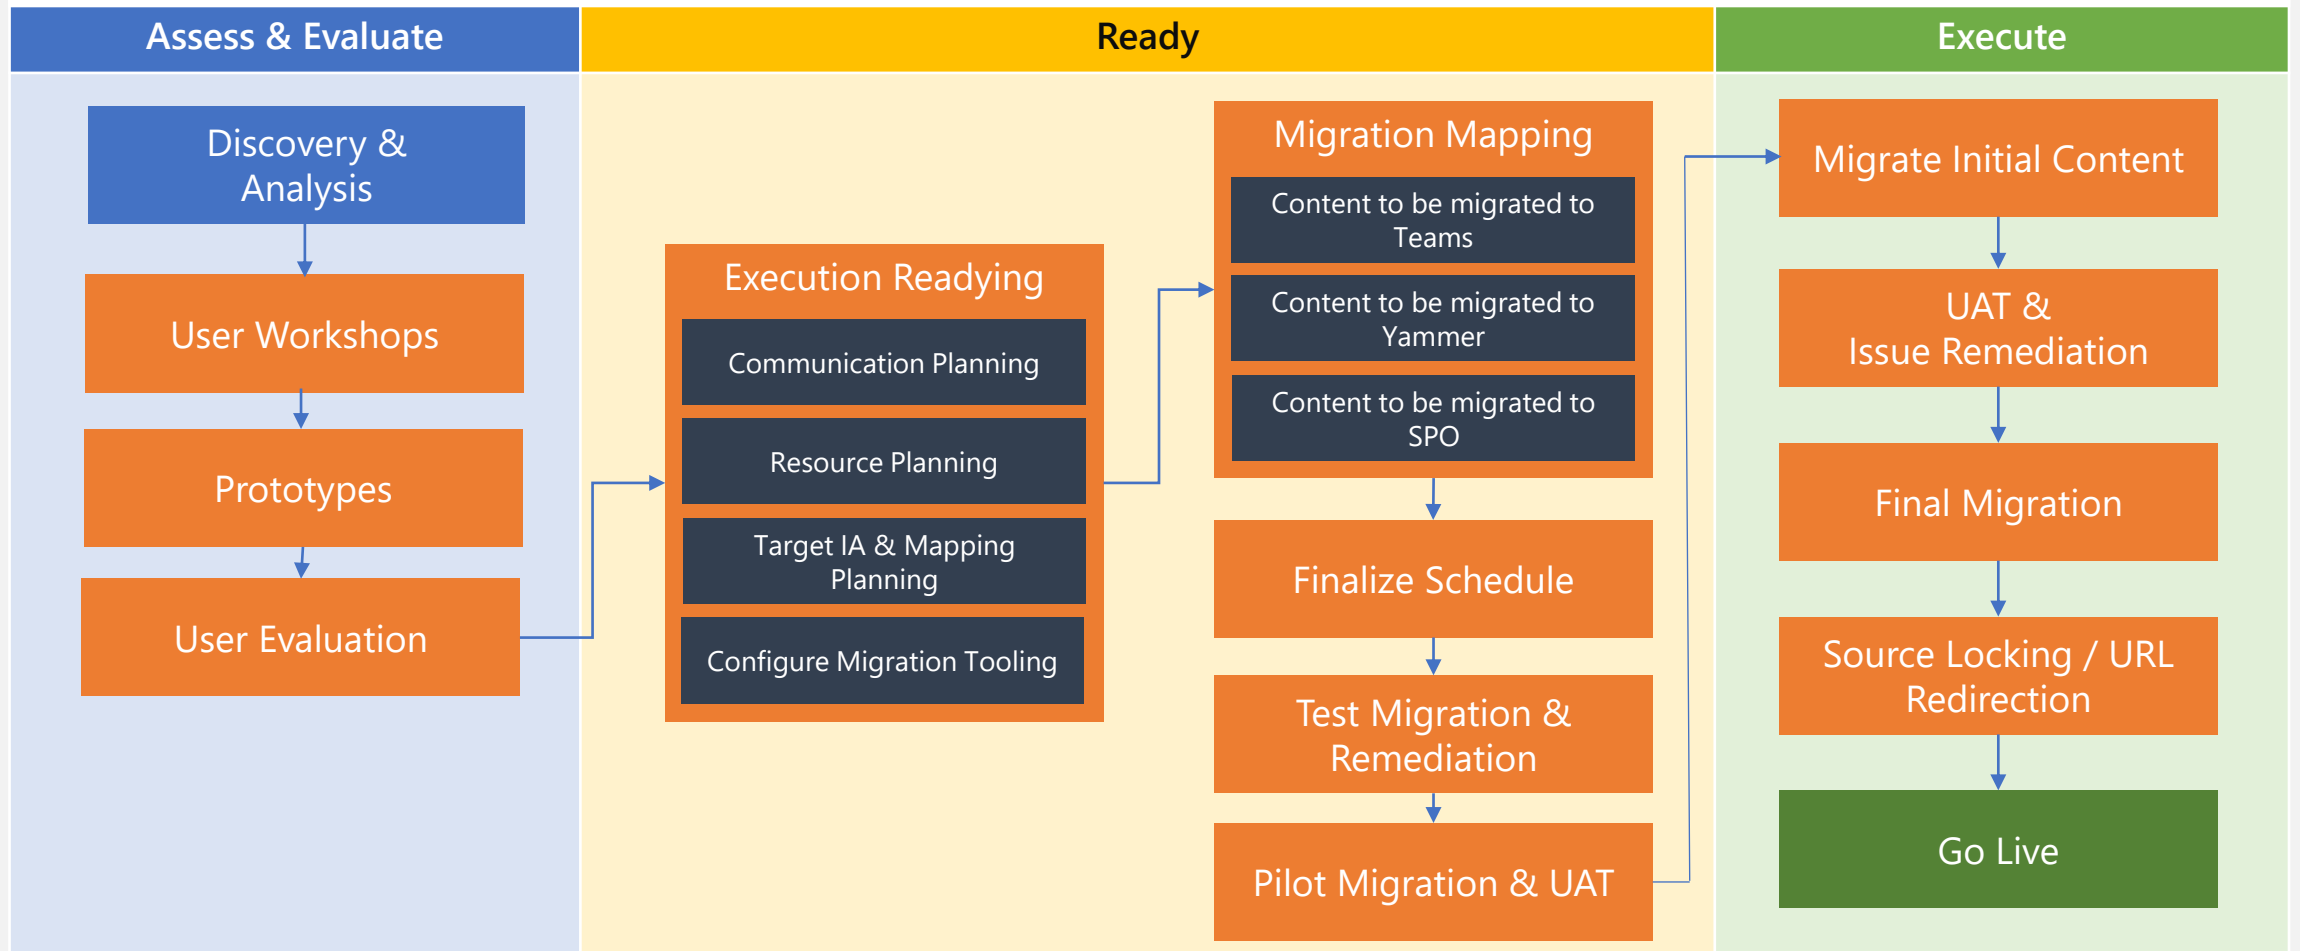 Assess & Evaluate
Discovery &
Analysis
User Workshops
Prototypes
User Evaluation
Ready
Execution Readying
Communication Planning
Resource Planning
Target IA & Mapping
Planning
Configure Migration Tooling
Migration Mapping
Content to be migrated to
Teams
Content to be migrated to
Yammer
Content to be migrated to
SPO
Finalize Schedule
Test Migration &
Remediation
Pilot Migration & UAT
Execute
Migrate Initial Content
UAT &
Issue Remediation
Final Migration
Source Locking / URL
Redirection
Go Live